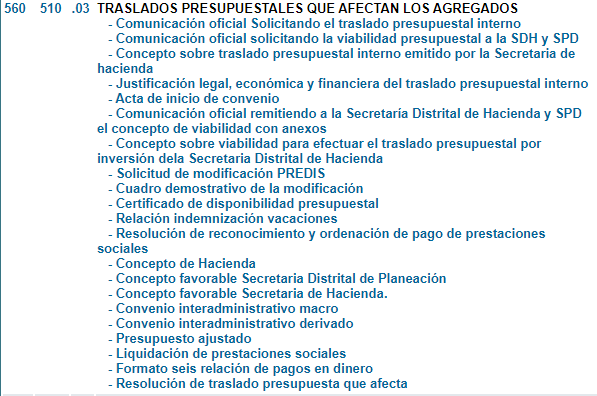 560 510 .03 TRASLADOS PRESUPUESTALES QUE AFECTAN LOS AGREGADOS
- Comunicación oficial Solicitando el traslado presupuestal interno
- Comunicación oficial solicitando la viabilidad presupuestal a la SDH y SPD
- Concepto sobre traslado presupuestal interno emitido por la Secretaria de
hacienda
- Justificación legal, económica y financiera del traslado presupuestal interno
- Acta de inicio de convenio
- Comunicación oficial remitiendo a la Secretaría Distrital de Hacienda y SPD
el concepto de viabilidad con anexos
- Concepto sobre viabilidad para efectuar el traslado presupuestal por
inversión dela Secretaria Distrital de Hacienda
- Solicitud de modificación PREDIS
- Cuadro demostrativo de la modificación
- Certificado de disponibilidad presupuestal
- Relación indemnización vacaciones
- Resolución de reconocimiento y ordenación de pago de prestaciones
sociales
- Concepto de Hacienda
- Concepto favorable Secretaria Distrital de Planeación
- Concepto favorable Secretaria de Hacienda.
- Convenio interadministrativo macro
- Convenio interadministrativo derivado
- Presupuesto ajustado
- Liquidación de prestaciones sociales
- Formato seis relación de pagos en dinero
- Resolución de traslado presupuesta que afecta